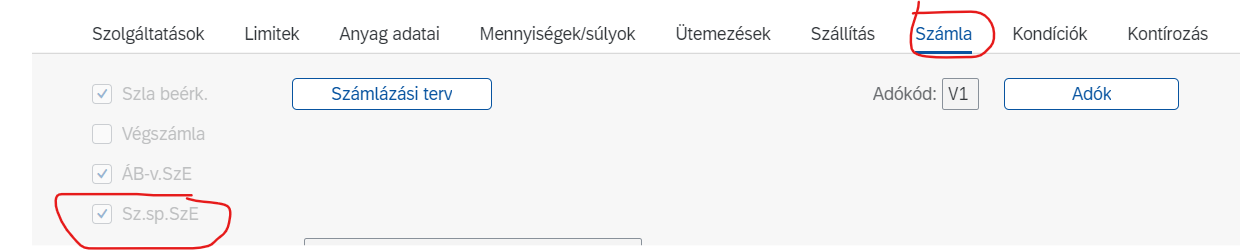 Szolgáltatások Limitek Anyag adatai Mennyiségek/súlyok Ütemezések Szállítás Számla Kondíciók Kontírozás
Szla beérk. Számlázási terv Adókód: V1 Adók
Végszámla
ÁB-v.SzE
Sz.sp.SzE